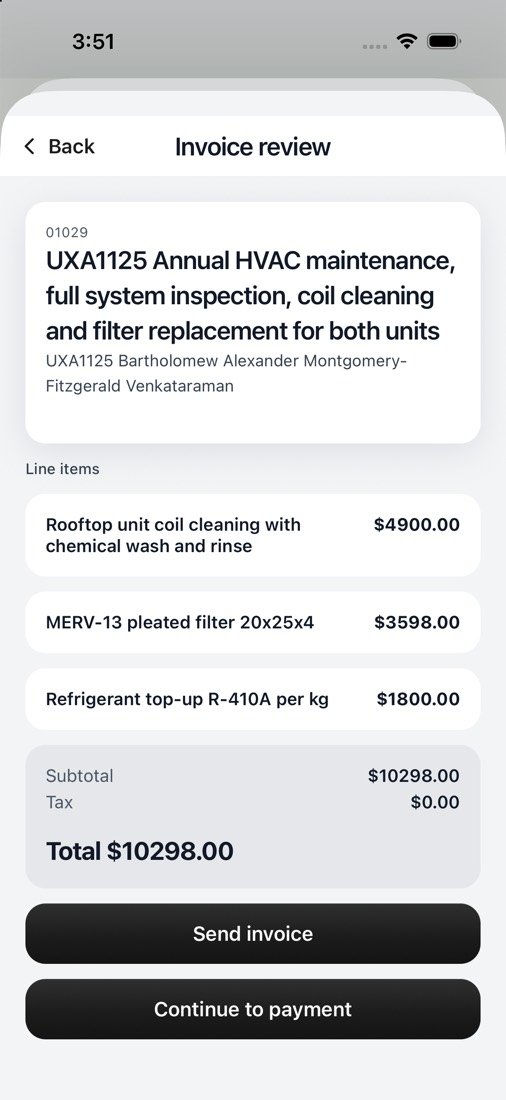 3:51
Back
Invoice review
01029
UXA1125 Annual HVAC maintenance,
full system inspection, coil cleaning
and filter replacement for both units
UXA1125 Bartholomew Alexander Montgomery-
Fitzgerald Venkataraman
Line items
Rooftop unit coil cleaning with $4900.00
chemical wash and rinse
MERV-13 pleated filter 20x25x4 $3598.00
Refrigerant top-up R-410A per kg $1800.00
Subtotal $10298.00
Tax $0.00
Total $10298.00
Send invoice
Continue to payment